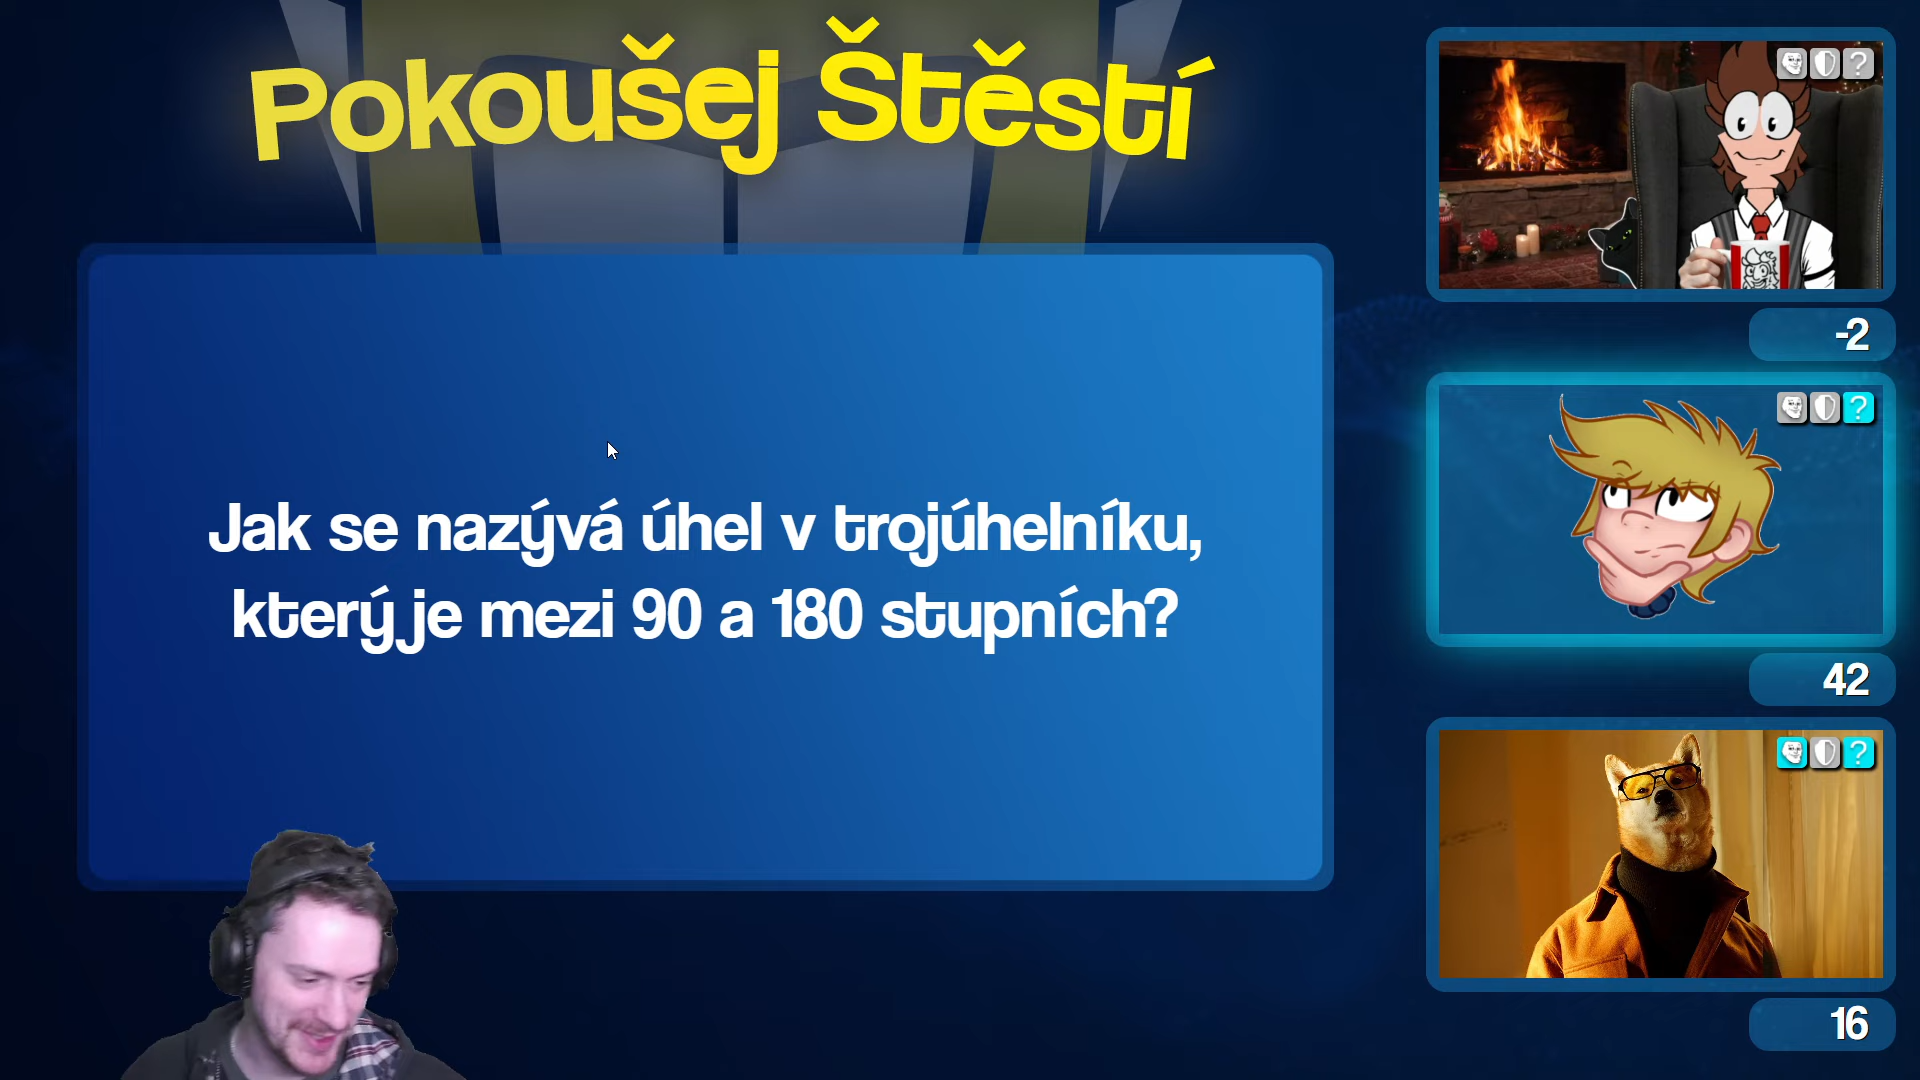 Pokoušej Štěstí
Jak se nazývá úhel v trojúhelníku,
který je mezi 90 a 180 stupních?
?
-2
?
42
?
16